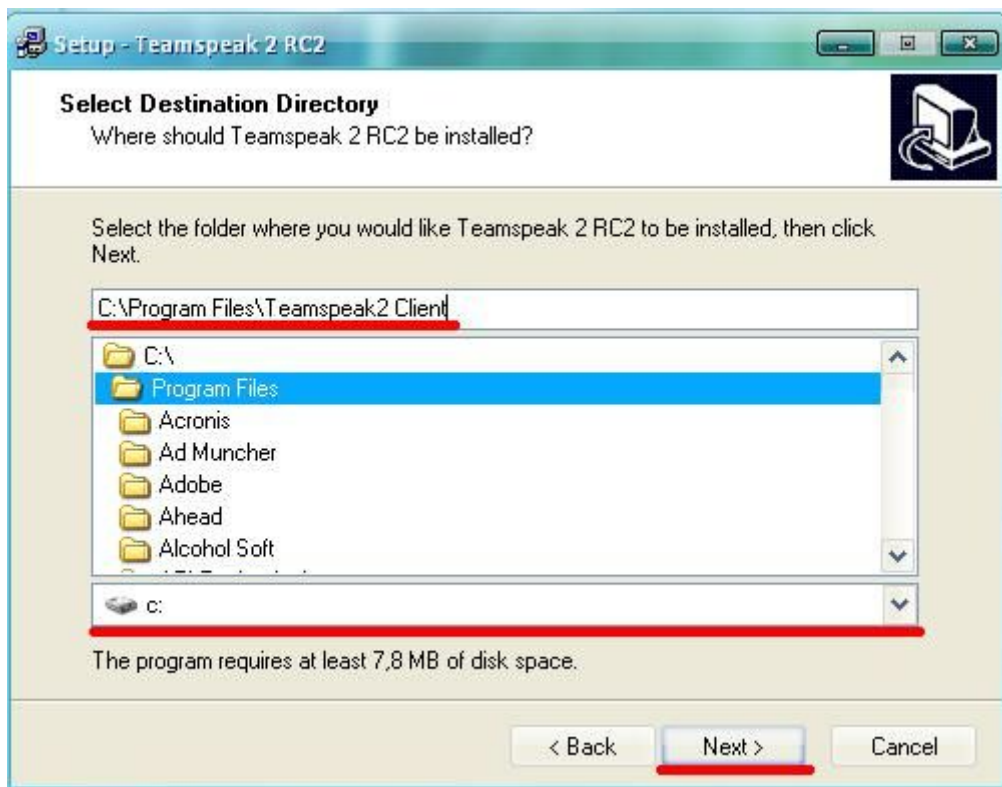 Setup - Teamspeak 2 RC2
Select Destination Directory
Where should Teamspeak 2 RC2 be installed?
Select the folder where you would like Teamspeak 2 RC2 to be installed, then click
Next.
C:\Program Files\Teamspeak2 Client
C:\
Program Files
Acronis
Ad Muncher
Adobe
Ahead
Alcohol Soft
c:
The program requires at least 7,8 MB of disk space.
< Back Next > Cancel